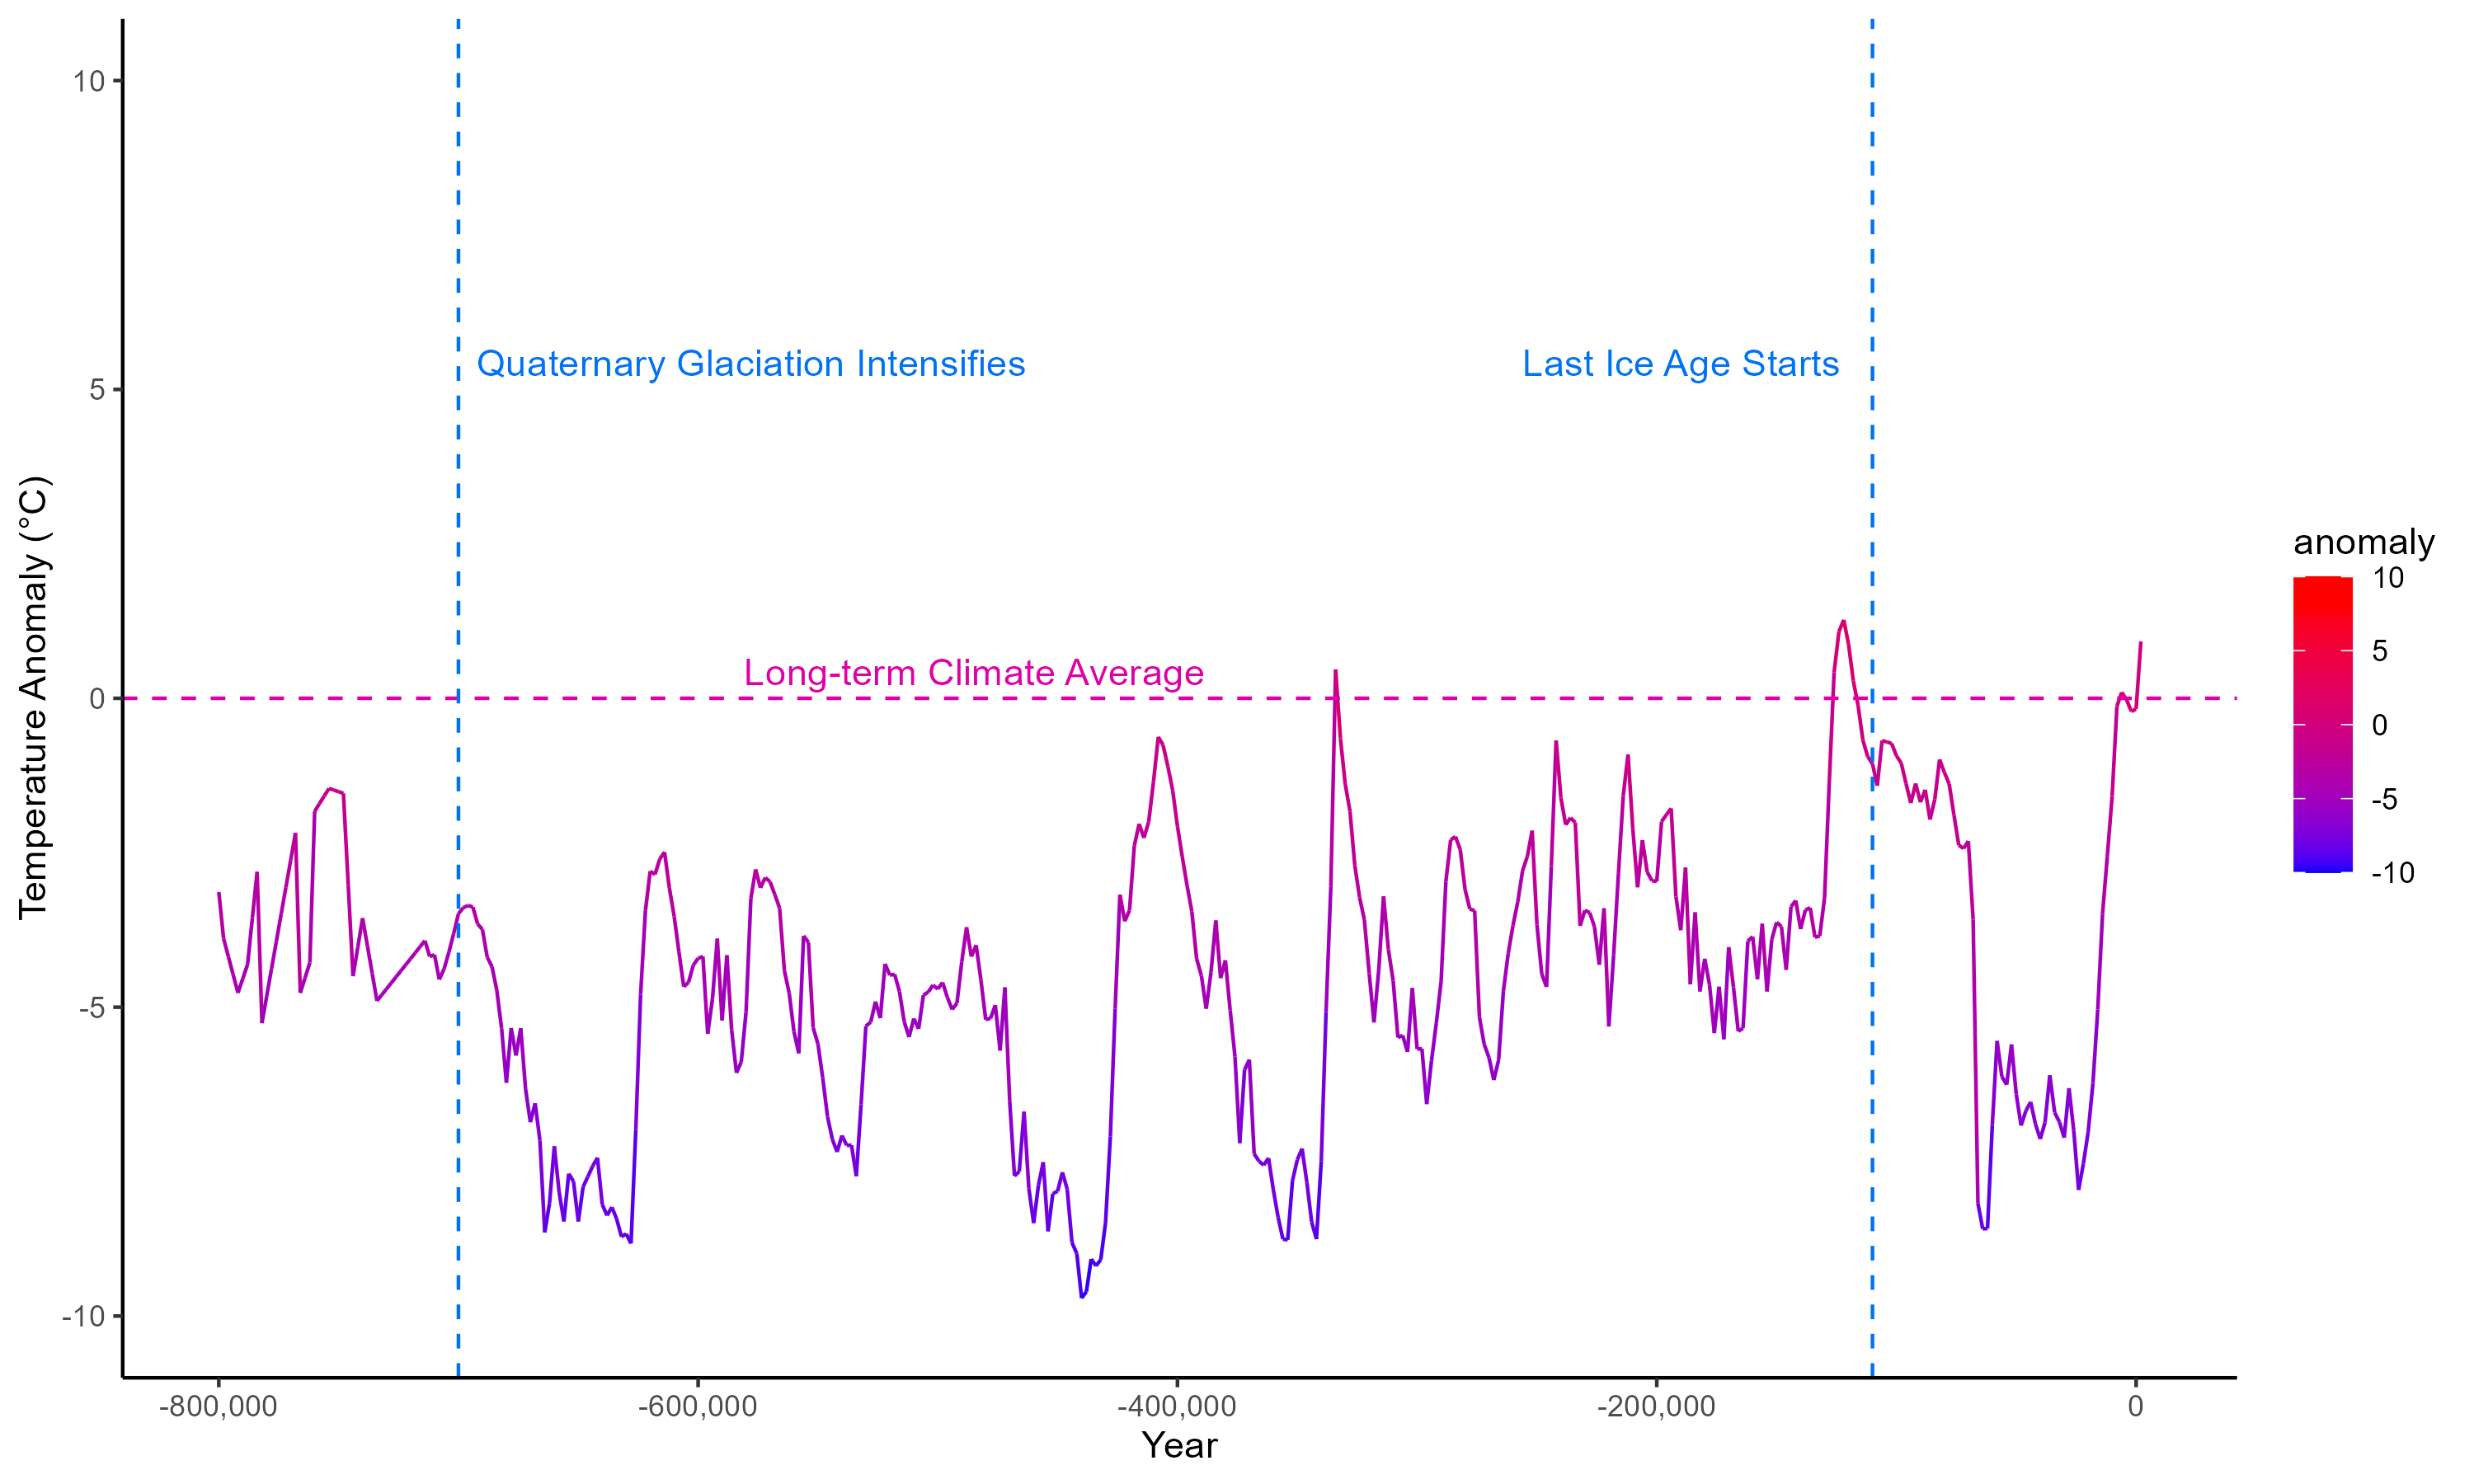 10
5
0
-5
-10
Temperature Anomaly (°C)
Quaternary Glaciation Intensifies
Last Ice Age Starts
Long-term Climate Average
-800,000
-600,000
-400,000
-200,000
0
Year
anomaly
10
5
0
-5
-10